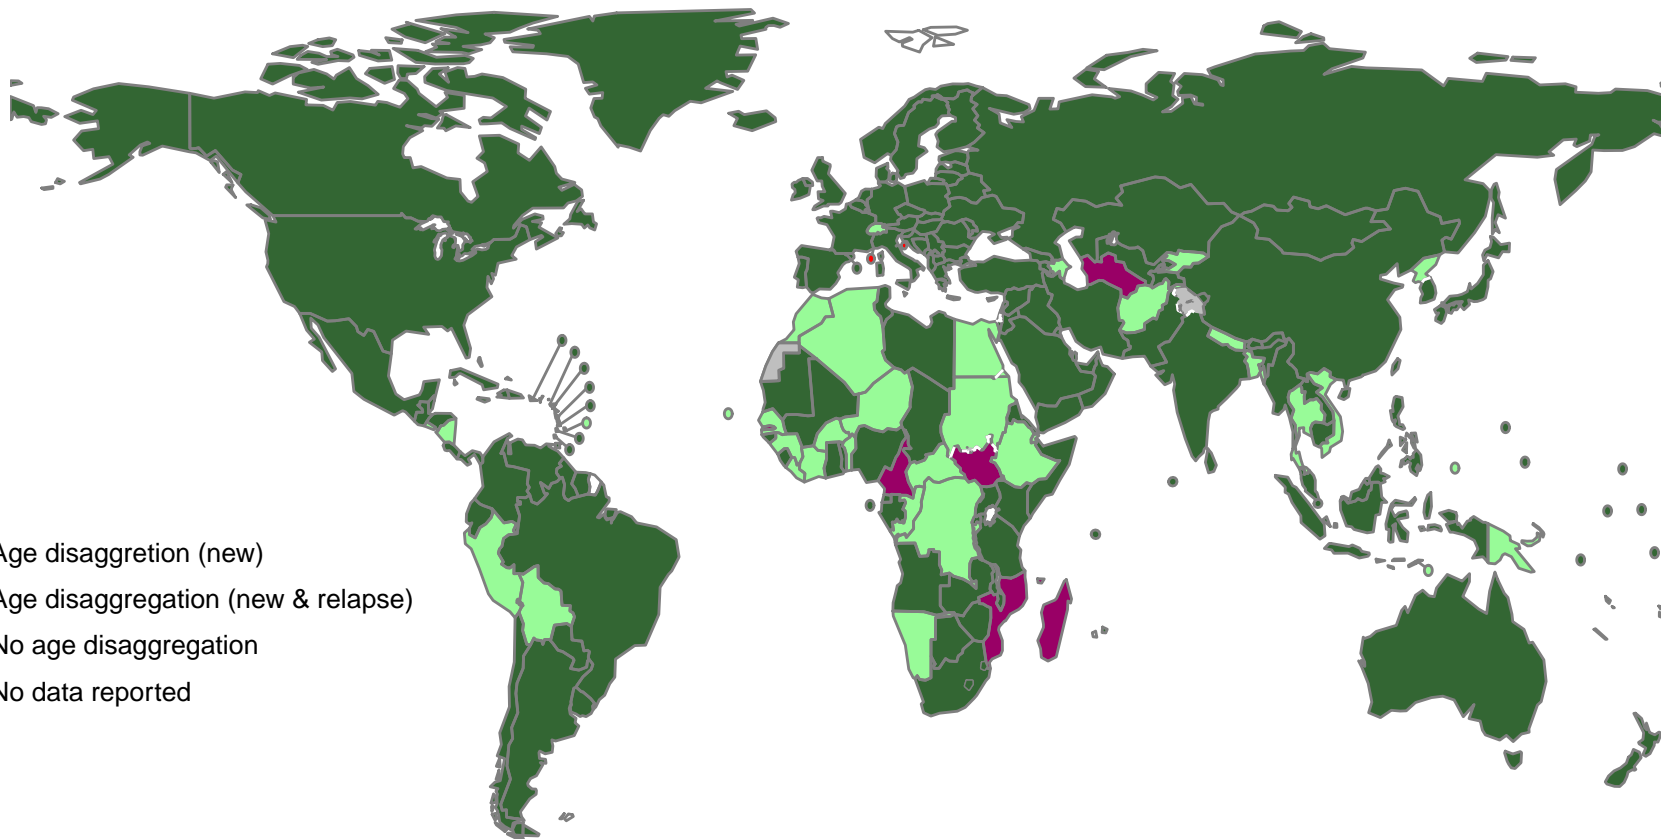 Age disaggretion (new)
Age disaggregation (new & relapse)
No age disaggregation
No data reported